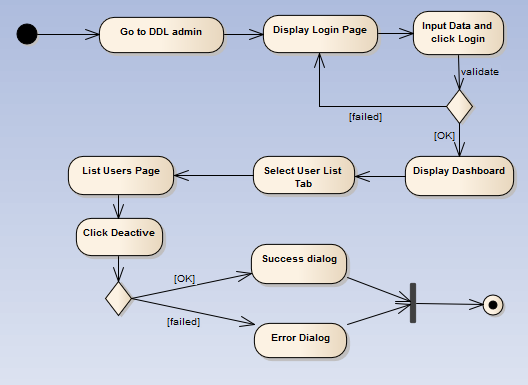 Go to DDL admin
Display Login Page
Input Data and
click Login
validate
[failed]
[OK]
Display Dashboard
Select User List
Tab
List Users Page
Click Deactive
[OK]
[failed]
Success dialog
Error Dialog